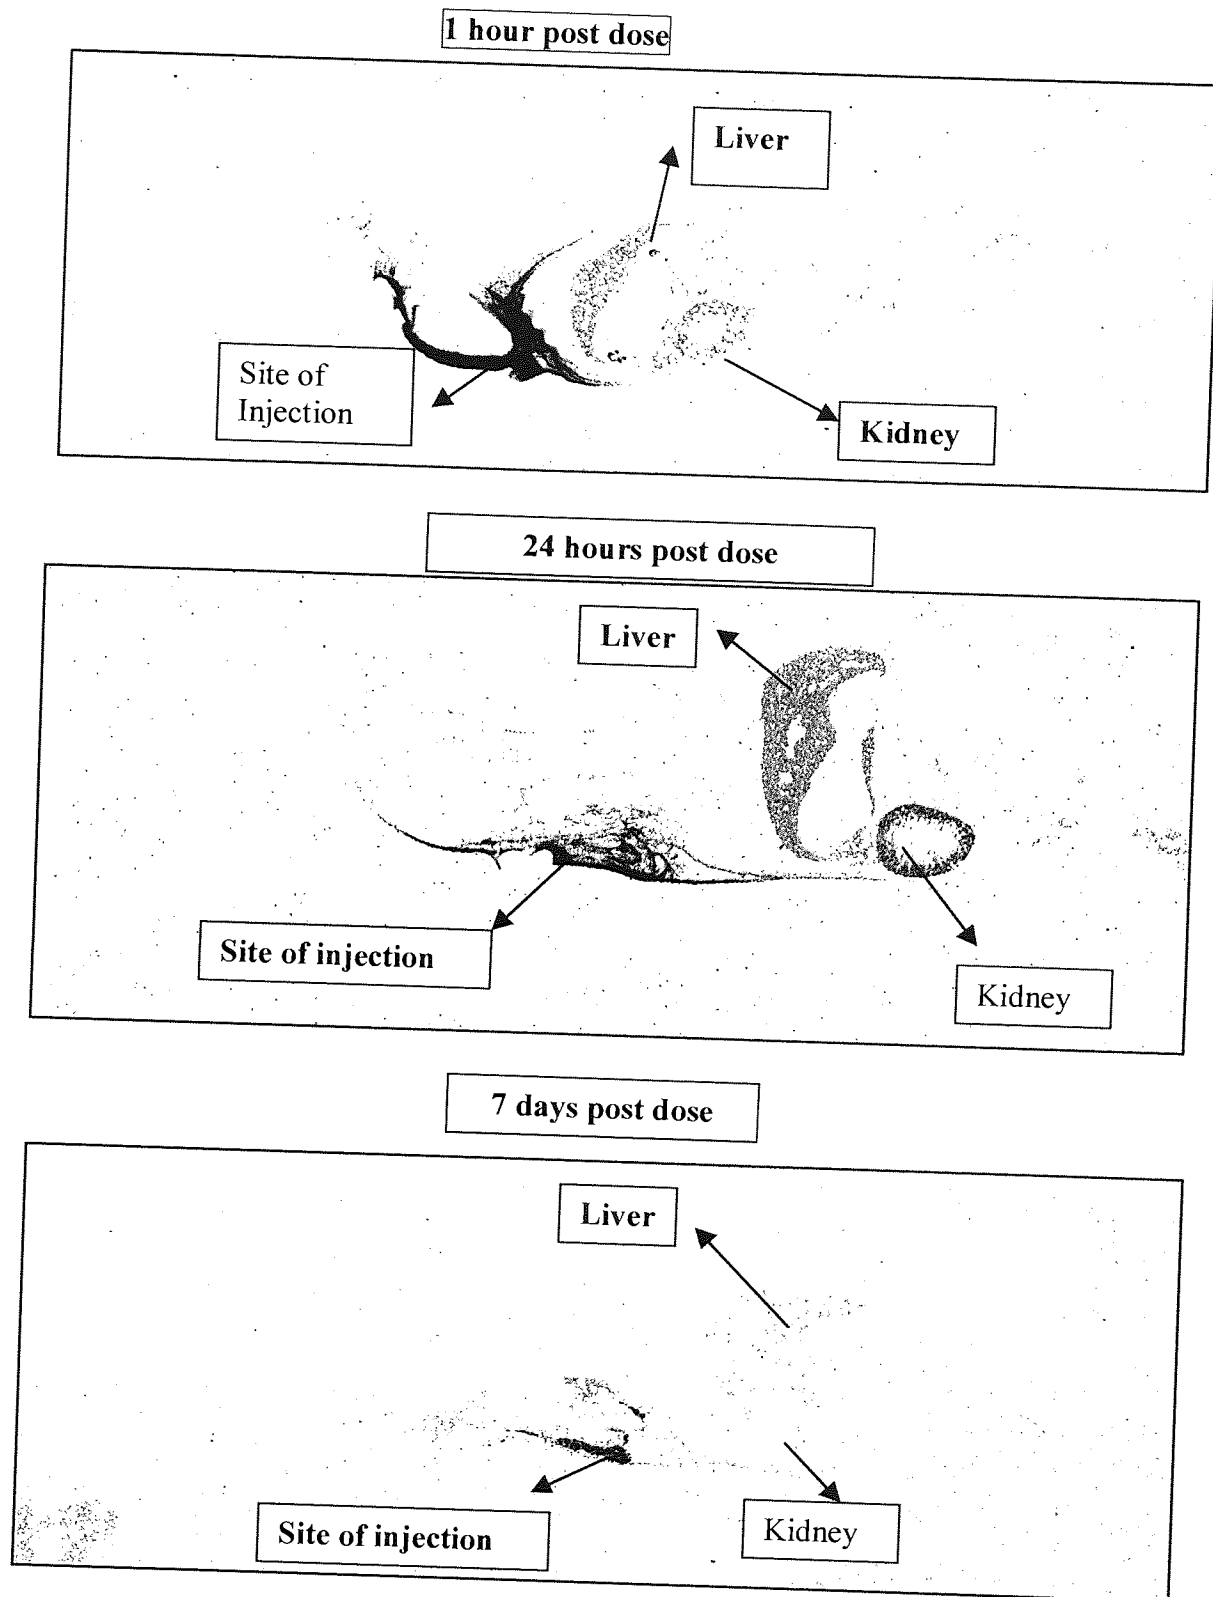 1 hour post dose
Liver
Site of
Injection
Kidney
24 hours post dose
Liver
Site of injection
Kidney
7 days post dose
Liver
Site of injection
Kidney